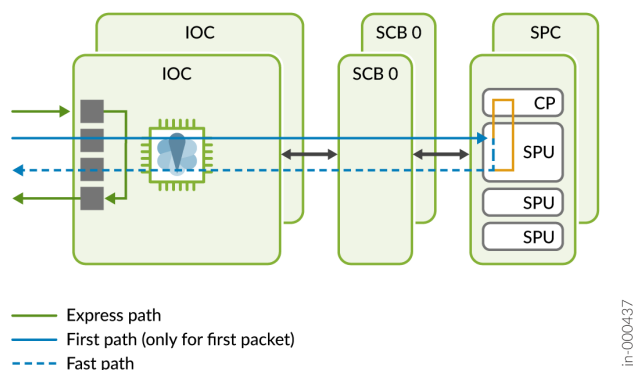 IOC
SCB 0
SPC
IOC
SCB 0
CP
SPU
SPU
SPU
Express path
First path (only for first packet)
Fast path
in-000437